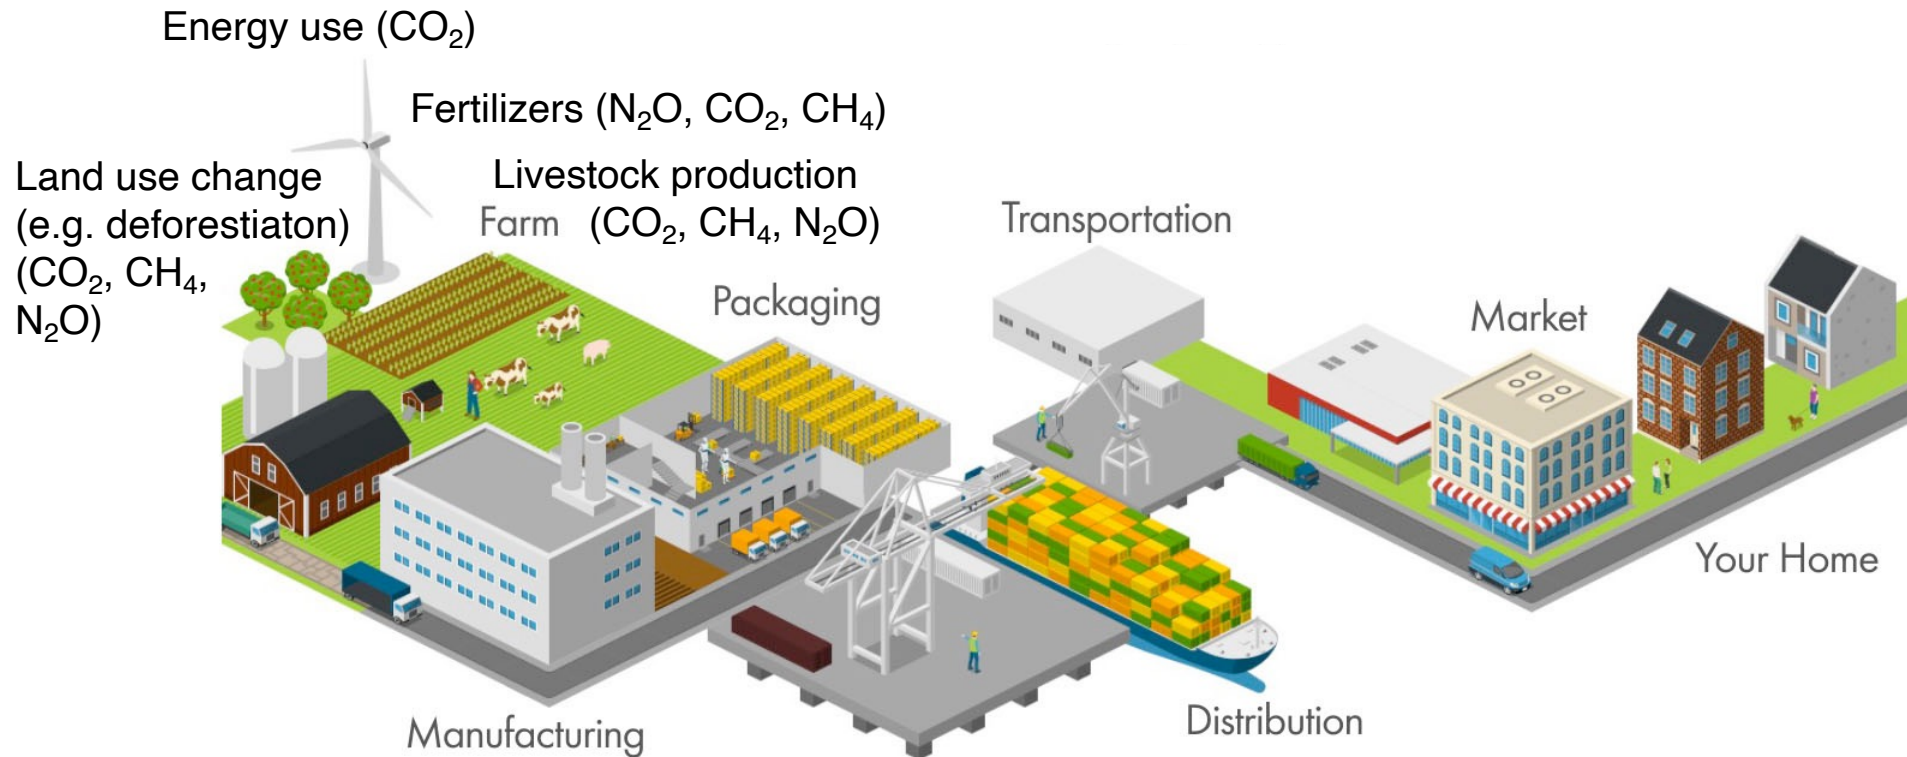 Energy use (CO₂)
Fertilizers (N₂O, CO₂, CH₄)
Land use change
(e.g. deforestiaton)
(CO₂, CH₄,
N₂O)
Livestock production
(CO₂, CH₄, N₂O)
Farm
Transportation
Packaging
Market
Your Home
Distribution
Manufacturing